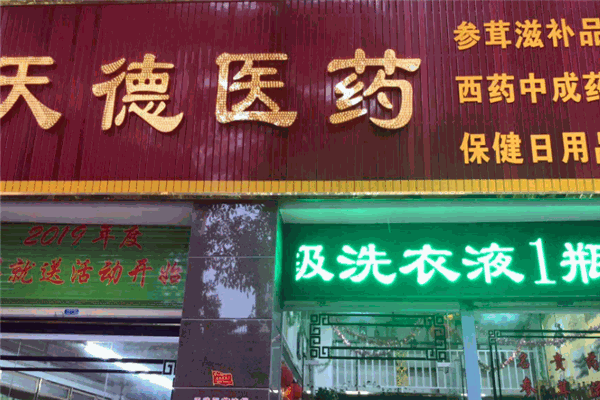 天德医药
参茸滋补品
西药中成药
保健日用品
2019年度
就送活动开始
级洗衣液1瓶